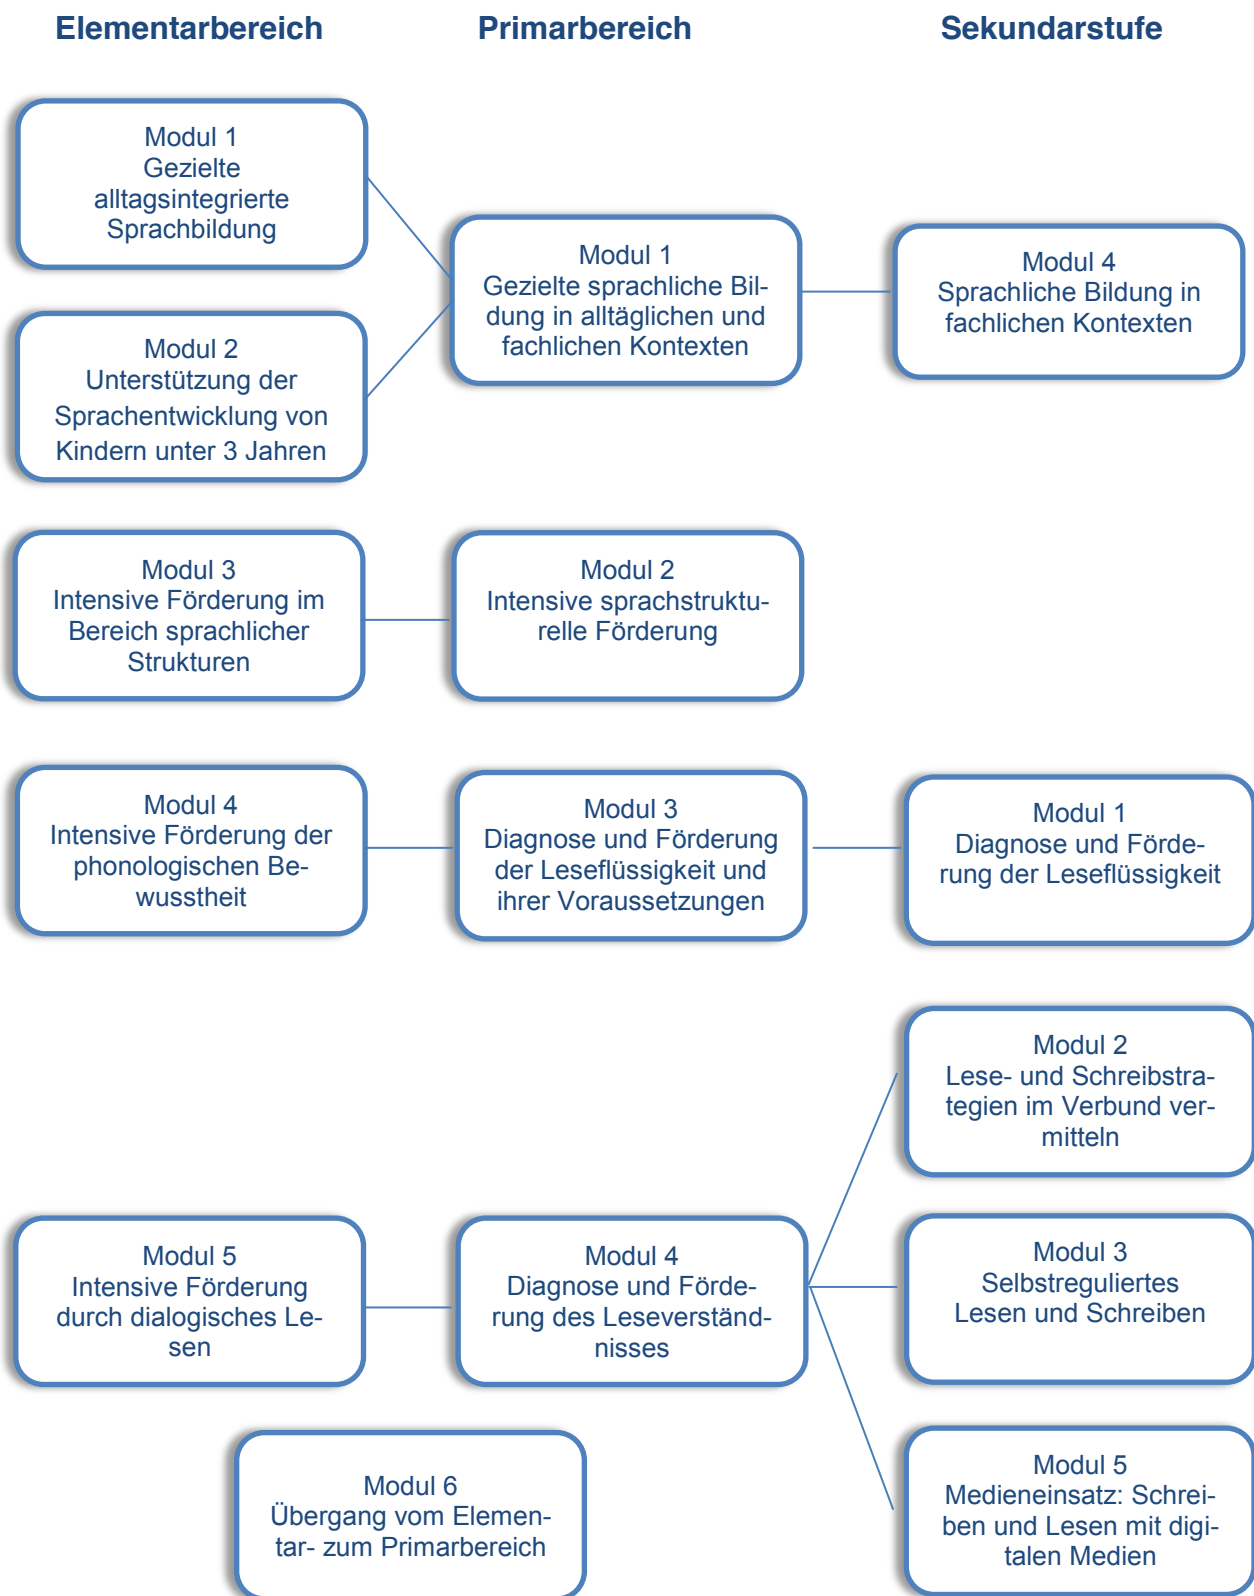 Elementarbereich
Primarbereich
Sekundarstufe
Modul 1
Gezielte
alltagsintegrierte
Sprachbildung
Modul 2
Unterstützung der
Sprachentwicklung von
Kindern unter 3 Jahren
Modul 1
Gezielte sprachliche Bil-
dung in alltäglichen und
fachlichen Kontexten
Modul 4
Sprachliche Bildung in
fachlichen Kontexten
Modul 3
Intensive Förderung im
Bereich sprachlicher
Strukturen
Modul 2
Intensive sprachstruktu-
relle Förderung
Modul 4
Intensive Förderung der
phonologischen Be-
wusstheit
Modul 3
Diagnose und Förderung
der Leseflüssigkeit und
ihrer Voraussetzungen
Modul 1
Diagnose und Förde-
rung der Leseflüssigkeit
Modul 2
Lese- und Schreibstra-
tegien im Verbund ver-
mitteln
Modul 5
Intensive Förderung
durch dialogisches Le-
sen
Modul 4
Diagnose und Förde-
rung des Leseverständ-
nisses
Modul 3
Selbstreguliertes
Lesen und Schreiben
Modul 6
Übergang vom Elemen-
tar- zum Primarbereich
Modul 5
Medieneinsatz: Schrei-
ben und Lesen mit digi-
talen Medien